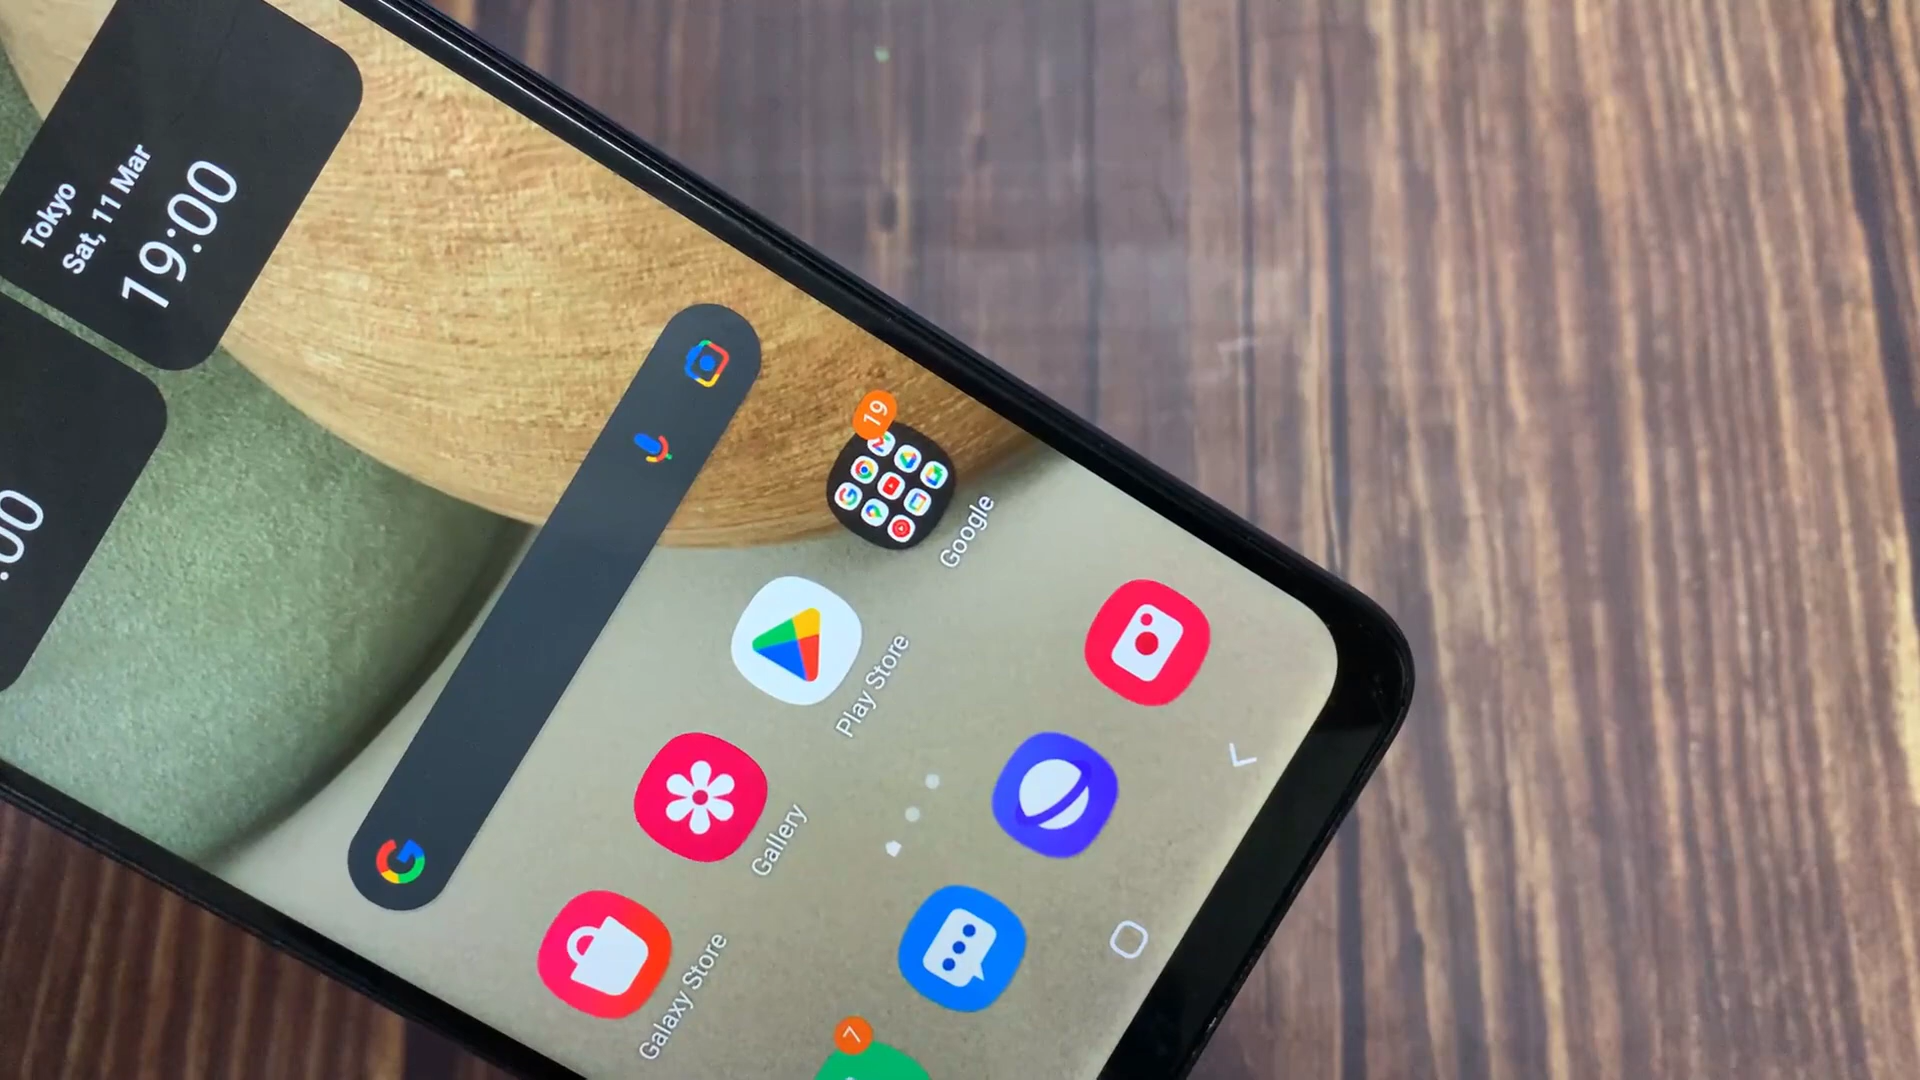 Tokyo
Sat, 11 Mar
19:00
:00
19
Google
Play Store
Gallery
Galaxy Store
7